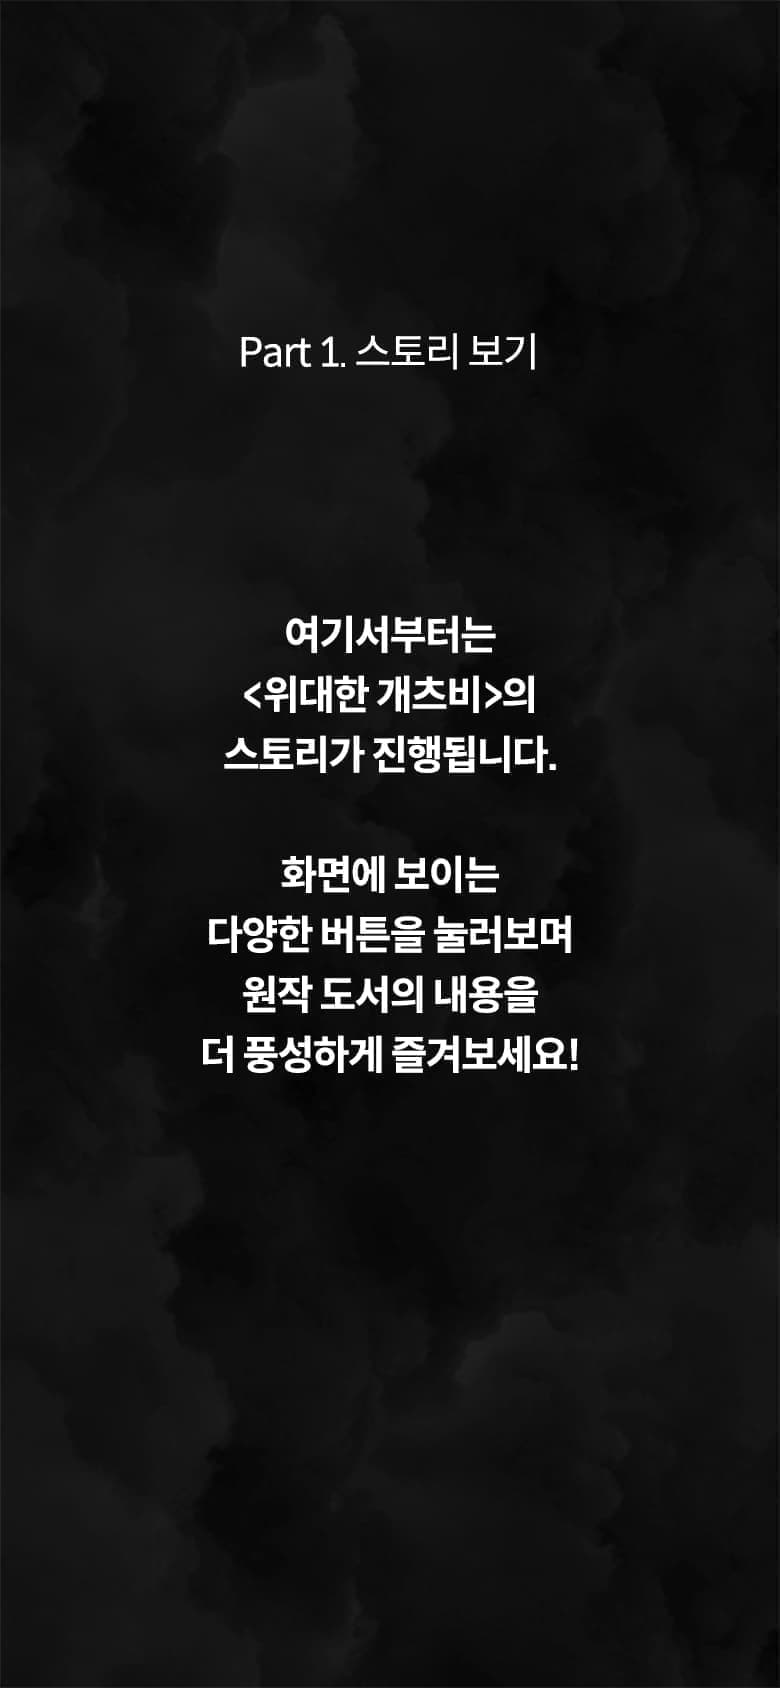 Part 1. 스토리 보기
여기서부터는
<위대한 개츠비>의
스토리가 진행됩니다.
화면에 보이는
다양한 버튼을 눌러보며
원작 도서의 내용을
더 풍성하게 즐겨보세요!